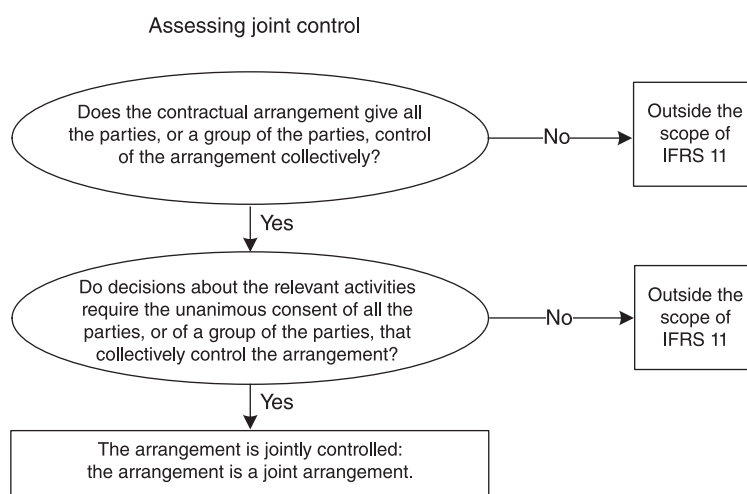 Assessing joint control
Does the contractual arrangement give all
the parties, or a group of the parties, control
of the arrangement collectively?
No
Outside the
scope of
IFRS 11
Yes
Do decisions about the relevant activities
require the unanimous consent of all the
parties, or of a group of the parties, that
collectively control the arrangement?
No
Outside the
scope of
IFRS 11
Yes
The arrangement is jointly controlled:
the arrangement is a joint arrangement.